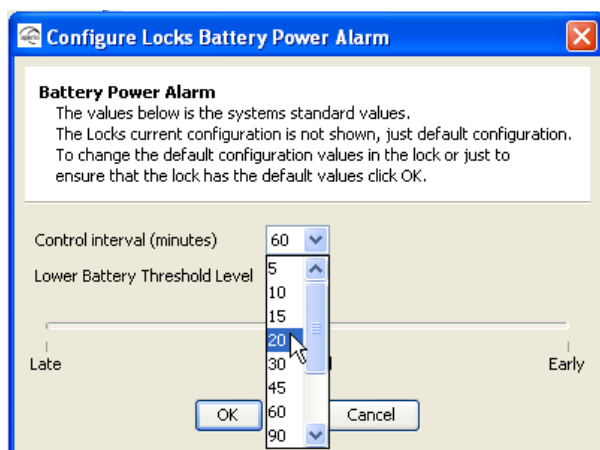 Configure Locks Battery Power Alarm
Battery Power Alarm
The values below is the systems standard values.
The Locks current configuration is not shown, just default configuration.
To change the default configuration values in the lock or just to
ensure that the lock has the default values click OK.
Control interval (minutes) 60
Lower Battery Threshold Level
5
10
15
20
30
45
60
90
Late Early
OK Cancel